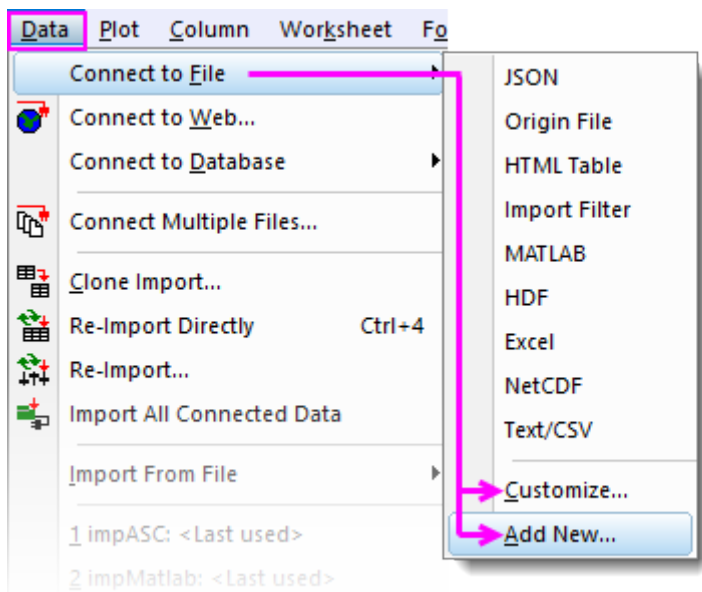 Data Plot Column Worksheet Fo
Connect to File
Connect to Web...
Connect to Database
Connect Multiple Files...
Clone Import...
Re-Import Directly Ctrl+4
Re-Import...
Import All Connected Data
Import From File
1 impASC: <Last used>
2 impMatlab: <Last used>
JSON
Origin File
HTML Table
Import Filter
MATLAB
HDF
Excel
NetCDF
Text/CSV
Customize...
Add New...